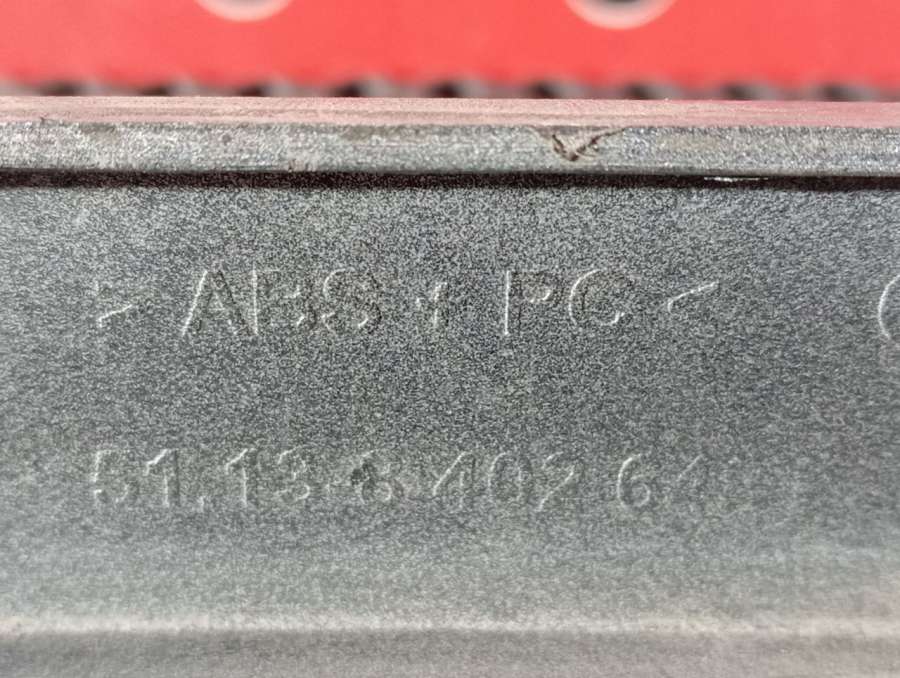 > ABS + PC <
51.13-8 402 64